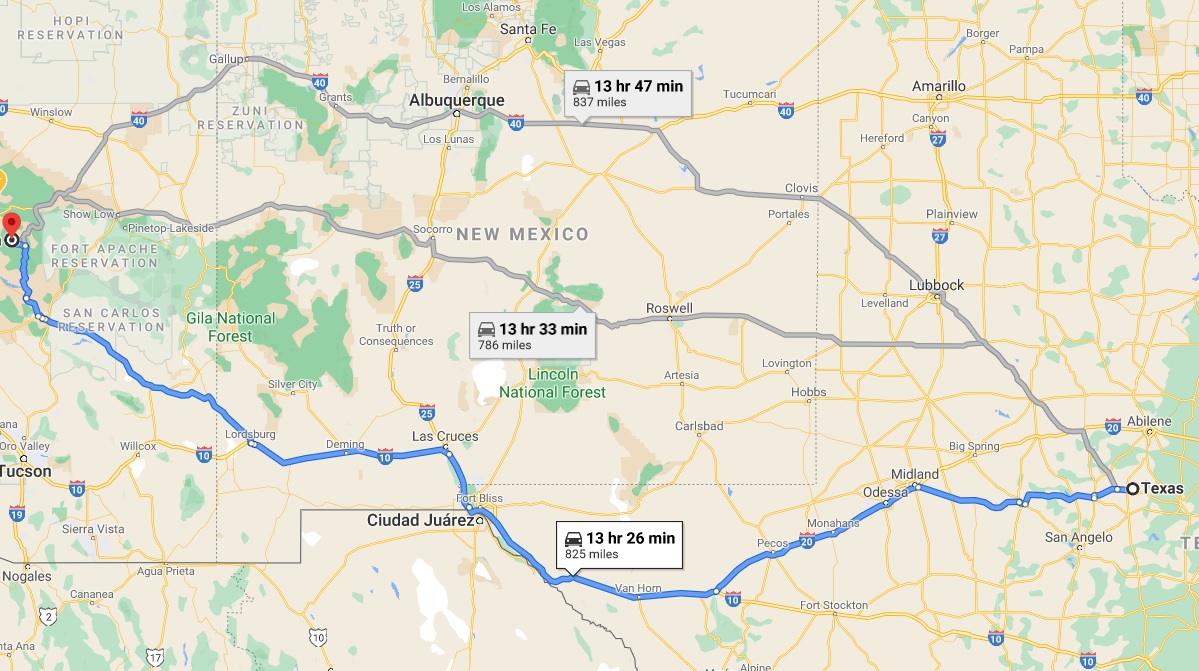 HOPI
RESERVATION
Los Alamos
Santa Fe
Las Vegas
Borger
Pampa
Gallup
40
Bernalillo
13 hr 47 min
837 miles
Tucumcari
Amarillo
40
Winslow
40
ZUNI
RESERVATION
Grants
Albuquerque
40
40
Canyon
Los Lunas
Hereford
27
Clovis
Show Low
Pinetop-Lakeside
Socorro
NEW MEXICO
Portales
Plainview
27
FORT APACHE
RESERVATION
25
Lubbock
Levelland
SAN CARLOS
RESERVATION
Gila National
Forest
Roswell
Truth or
Consequences
13 hr 33 min
786 miles
Lincoln
National Forest
Lovington
Artesia
Silver City
Hobbs
25
Carlsbad
20
Abilene
ana
Oro Valley
Willcox
10
Lordsburg
Deming
10
Las Cruces
Big Spring
Tucson
10
Midland
Odessa
Texas
Fort Bliss
19
Sierra Vista
Ciudad Juárez
13 hr 26 min
825 miles
Monahans
Pecos
20
San Angelo
TE
Nogales
Agua Prieta
Cananea
Van Horn
10
Fort Stockton
2
10
10
nta Ana
17
10
Alpine